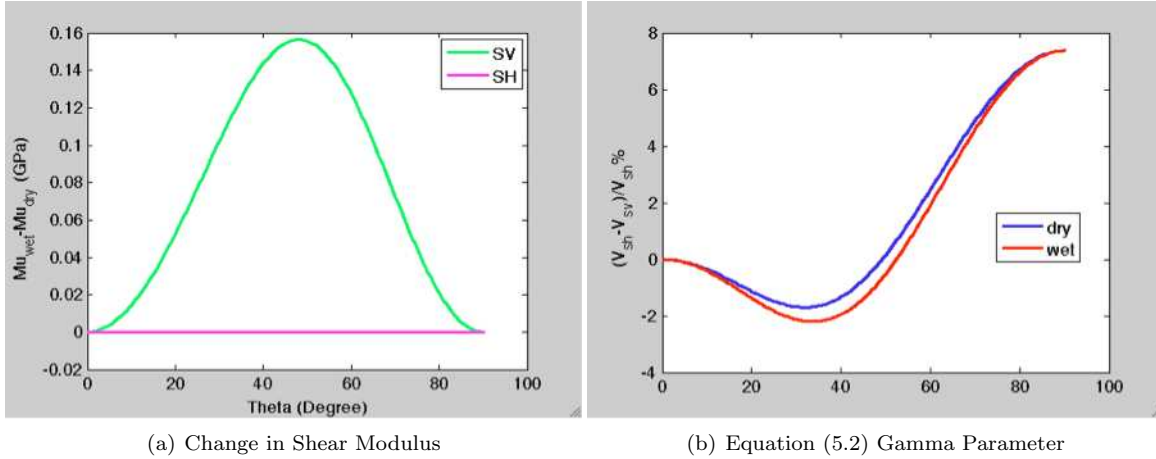 0.16
0.14
0.12
0.1
0.08
0.06
0.04
0.02
0
-0.02
Mu_wet-Mu_dry (GPa)
SV
SH
0 20 40 60 80 100
Theta (Degree)
(a) Change in Shear Modulus
8
6
4
2
0
-2
-4
(V_sh-V_sv)/V_sh%
dry
wet
0 20 40 60 80 100
(b) Equation (5.2) Gamma Parameter